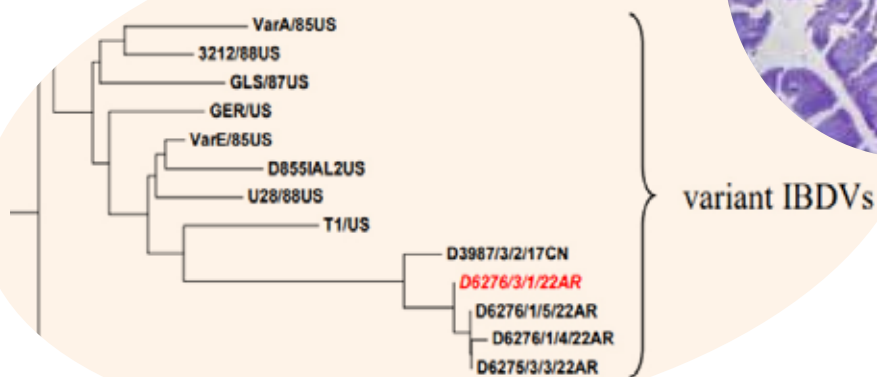 VarA/85US
3212/88US
GLS/87US
GER/US
VarE/85US
D855IAL2US
U28/88US
variant IBDVs
T1/US
D3987/3/2/17CN
D6276/3/1/22AR
D6276/1/5/22AR
D6276/1/4/22AR
D6275/3/3/22AR